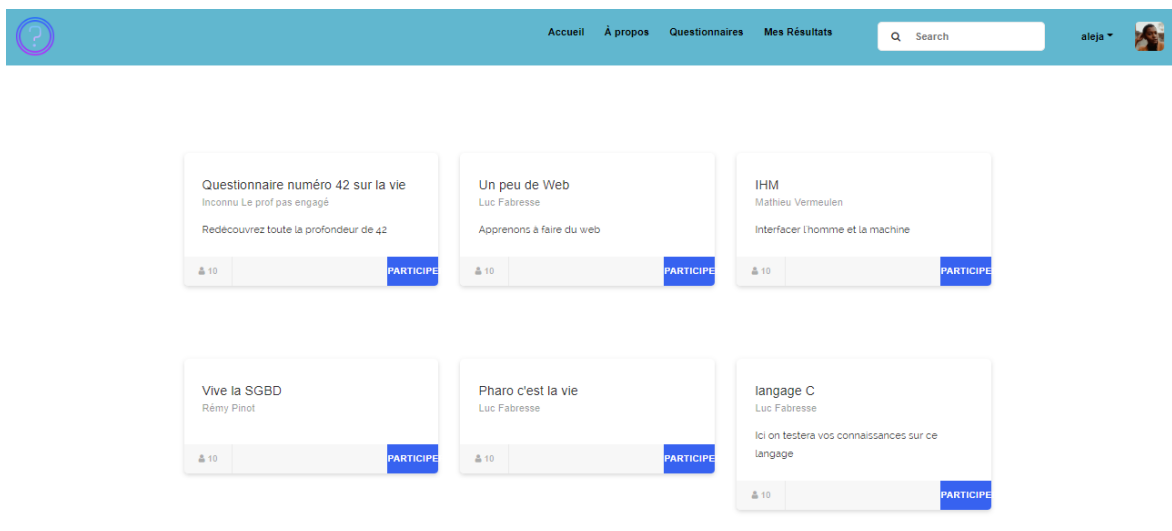 ?
Accueil À propos Questionnaires Mes Résultats Search aleja
Questionnaire numéro 42 sur la vie
Inconnu Le prof pas engagé
Redécouvrez toute la profondeur de 42
10 PARTICIPE
Un peu de Web
Luc Fabresse
Apprenons à faire du web
10 PARTICIPE
IHM
Mathieu Vermeulen
Interfacer l'homme et la machine
10 PARTICIPE
Vive la SGBD
Rémy Pinot
10 PARTICIPE
Pharo c'est la vie
Luc Fabresse
10 PARTICIPE
langage C
Luc Fabresse
Ici on testera vos connaissances sur ce
langage
10 PARTICIPE